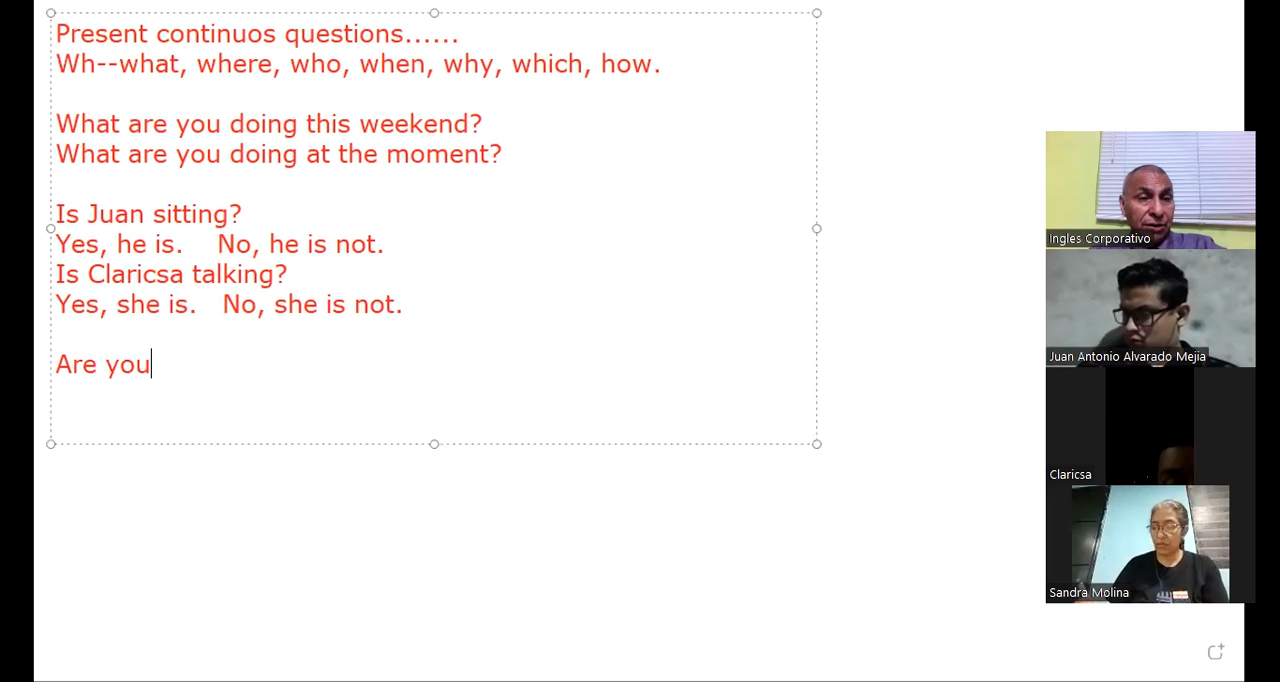 Present continuos questions......
Wh--what, where, who, when, why, which, how.
What are you doing this weekend?
What are you doing at the moment?
Is Juan sitting?
Yes, he is. No, he is not.
Is Claricsa talking?
Yes, she is. No, she is not.
Are you
Ingles Corporativo
Juan Antonio Alvarado Mejia
Claricsa
Sandra Molina